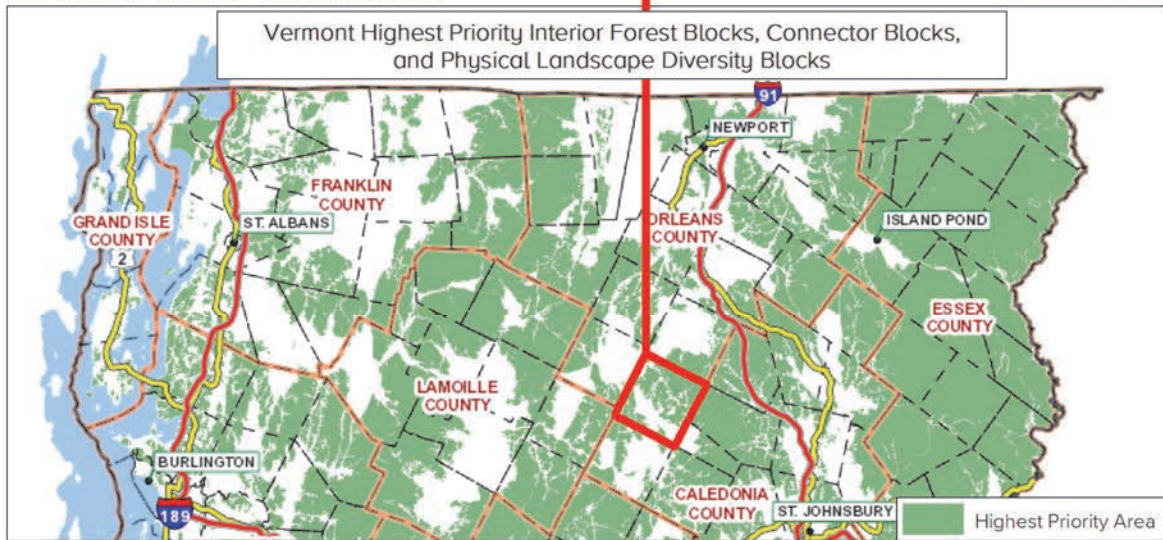 Vermont Highest Priority Interior Forest Blocks, Connector Blocks,
and Physical Landscape Diversity Blocks
91
NEWPORT
FRANKLIN
COUNTY
GRAND ISLE
COUNTY
2
ST. ALBANS
ORLEANS
COUNTY
ISLAND POND
ESSEX
COUNTY
LAMOILLE
COUNTY
BURLINGTON
189
CALEDONIA
COUNTY
ST. JOHNSBURY
Highest Priority Area